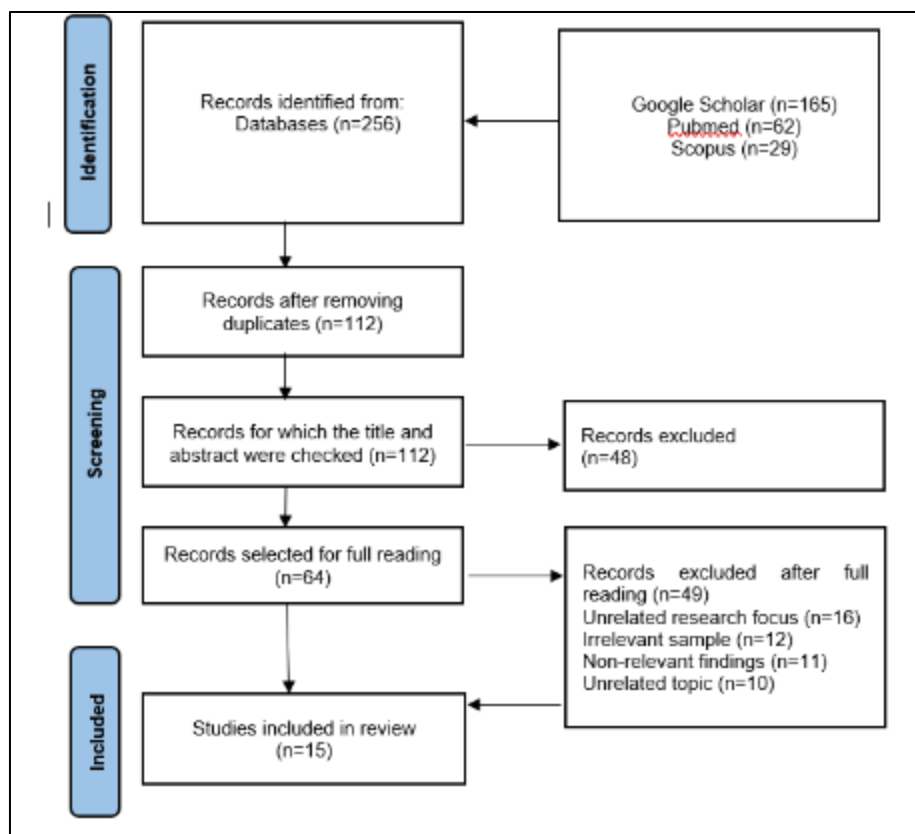 Identification
Records identified from:
Databases (n=256)
Google Scholar (n=165)
Pubmed (n=62)
Scopus (n=29)
Screening
Records after removing
duplicates (n=112)
Records for which the title and
abstract were checked (n=112)
Records excluded
(n=48)
Records selected for full reading
(n=64)
Records excluded after full
reading (n=49)
Unrelated research focus (n=16)
Irrelevant sample (n=12)
Non-relevant findings (n=11)
Unrelated topic (n=10)
Included
Studies included in review
(n=15)